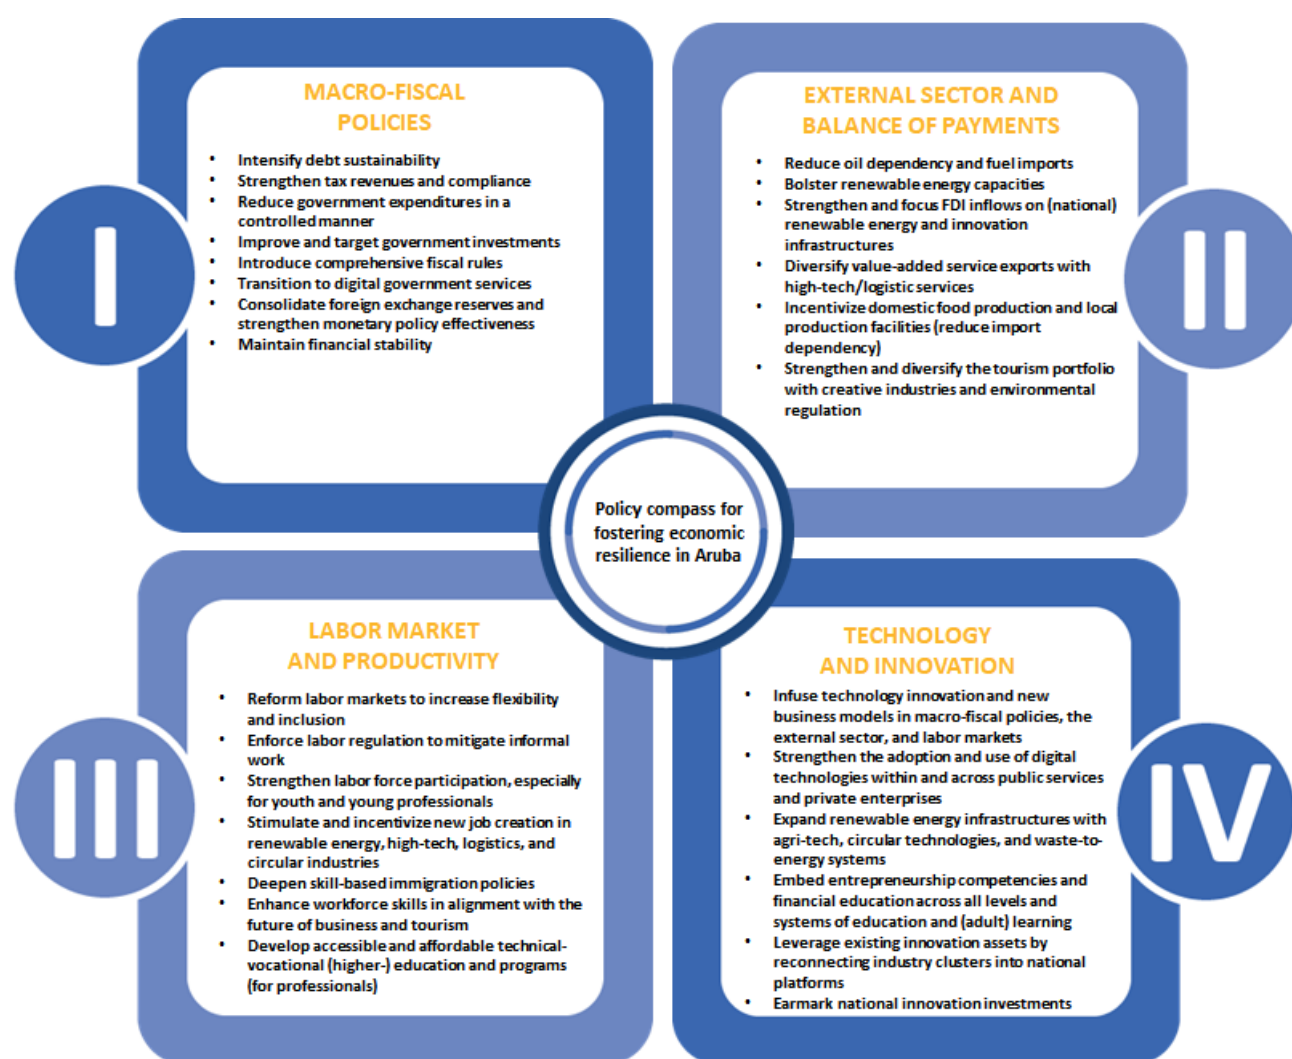 I
MACRO-FISCAL
POLICIES
• Intensify debt sustainability
• Strengthen tax revenues and compliance
• Reduce government expenditures in a
controlled manner
• Improve and target government investments
• Introduce comprehensive fiscal rules
• Transition to digital government services
• Consolidate foreign exchange reserves and
strengthen monetary policy effectiveness
• Maintain financial stability
II
EXTERNAL SECTOR AND
BALANCE OF PAYMENTS
• Reduce oil dependency and fuel imports
• Bolster renewable energy capacities
• Strengthen and focus FDI inflows on (national)
renewable energy and innovation
infrastructures
• Diversify value-added service exports with
high-tech/logistic services
• Incentivize domestic food production and local
production facilities (reduce import
dependency)
• Strengthen and diversify the tourism portfolio
with creative industries and environmental
regulation
Policy compass for
fostering economic
resilience in Aruba
III
LABOR MARKET
AND PRODUCTIVITY
• Reform labor markets to increase flexibility
and inclusion
• Enforce labor regulation to mitigate informal
work
• Strengthen labor force participation, especially
for youth and young professionals
• Stimulate and incentivize new job creation in
renewable energy, high-tech, logistics, and
circular industries
• Deepen skill-based immigration policies
• Enhance workforce skills in alignment with the
future of business and tourism
• Develop accessible and affordable technical-
vocational (higher-) education and programs
(for professionals)
IV
TECHNOLOGY
AND INNOVATION
• Infuse technology innovation and new
business models in macro-fiscal policies, the
external sector, and labor markets
• Strengthen the adoption and use of digital
technologies within and across public services
and private enterprises
• Expand renewable energy infrastructures with
agri-tech, circular technologies, and waste-to-
energy systems
• Embed entrepreneurship competencies and
financial education across all levels and
systems of education and (adult) learning
• Leverage existing innovation assets by
reconnecting industry clusters into national
platforms
• Earmark national innovation investments